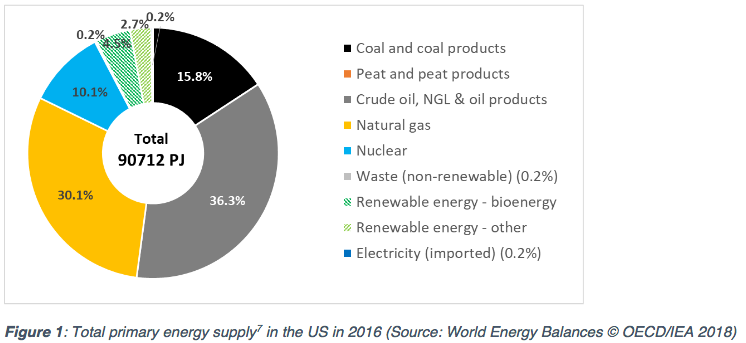 2.7%
0.2%
0.2%
4.5%
15.8%
10.1%
Total
90712 PJ
30.1%
36.3%
Coal and coal products
Peat and peat products
Crude oil, NGL & oil products
Natural gas
Nuclear
Waste (non-renewable) (0.2%)
Renewable energy - bioenergy
Renewable energy - other
Electricity (imported) (0.2%)
Figure 1: Total primary energy supply7 in the US in 2016 (Source: World Energy Balances © OECD/IEA 2018)